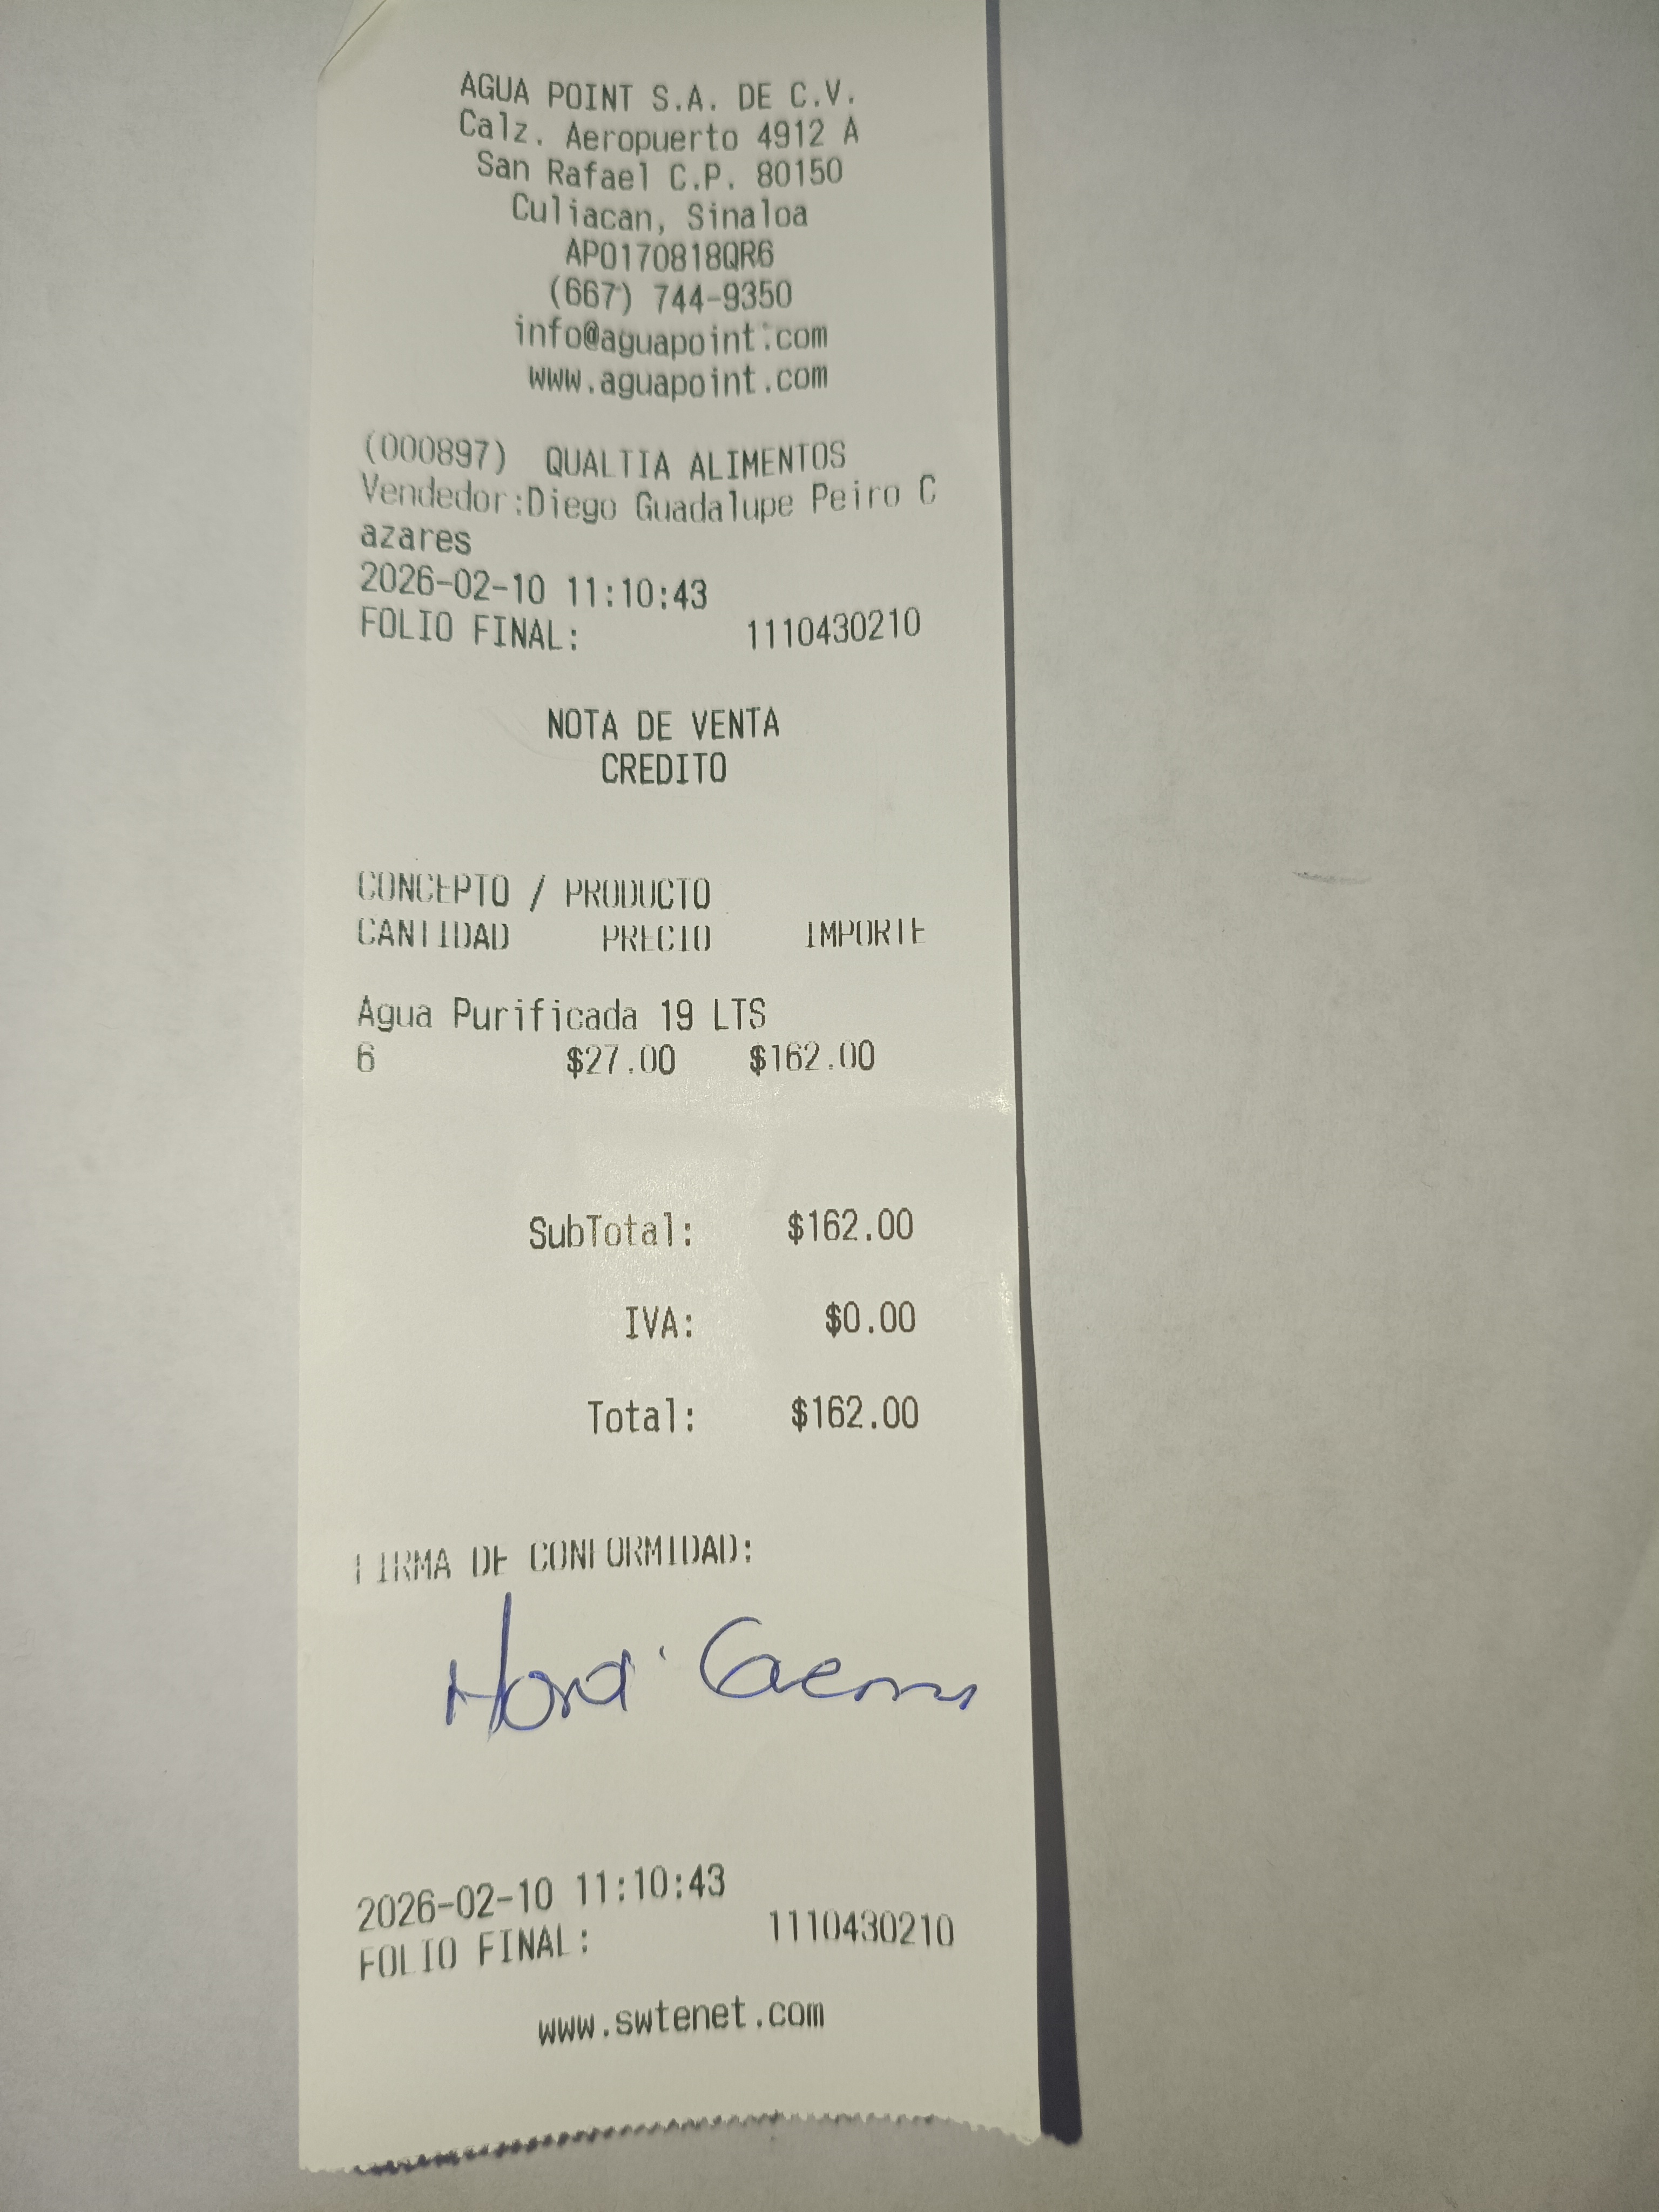 AGUA POINT S.A. DE C.V.
Calz. Aeropuerto 4912 A
San Rafael C.P. 80150
Culiacan, Sinaloa
APO170818QR6
(667) 744-9350
info@aguapoint.com
www.aguapoint.com
(000897) QUALTIA ALIMENTOS
Vendedor:Diego Guadalupe Peiro C
azares
2026-02-10 11:10:43
FOLIO FINAL: 1110430210
NOTA DE VENTA
CREDITO
CONCEPTO / PRODUCTO
CANTIDAD PRECIO IMPORTE
Agua Purificada 19 LTS
6 $27.00 $162.00
SubTotal: $162.00
IVA: $0.00
Total: $162.00
FIRMA DE CONFORMIDAD:
2026-02-10 11:10:43
FOLIO FINAL: 1110430210
www.swtenet.com